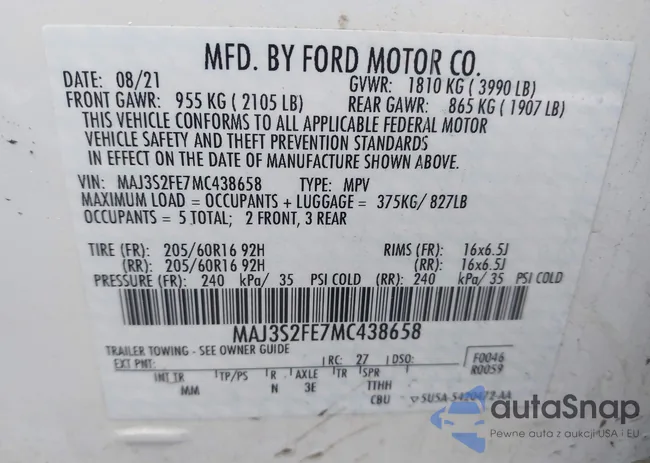 MFD. BY FORD MOTOR CO.
DATE: 08/21 GVWR: 1810 KG ( 3990 LB)
FRONT GAWR: 955 KG ( 2105 LB) REAR GAWR: 865 KG ( 1907 LB)
THIS VEHICLE CONFORMS TO ALL APPLICABLE FEDERAL MOTOR
VEHICLE SAFETY AND THEFT PREVENTION STANDARDS
IN EFFECT ON THE DATE OF MANUFACTURE SHOWN ABOVE.
VIN: MAJ3S2FE7MC438658 TYPE: MPV
MAXIMUM LOAD = OCCUPANTS + LUGGAGE = 375KG/ 827LB
OCCUPANTS = 5 TOTAL; 2 FRONT, 3 REAR
TIRE (FR): 205/60R16 92H RIMS (FR): 16x6.5J
(RR): 205/60R16 92H (RR): 16x6.5J
PRESSURE (FR): 240 kPa/ 35 PSI COLD (RR): 240 kPa/ 35 PSI COLD
MAJ3S2FE7MC438658
TRAILER TOWING - SEE OWNER GUIDE
EXT PNT: RC: 27 DSO: F0046
R0059
INT TR TP/PS R AXLE TR SPR
MM N 3E TTHH
CBU 5U5A-5420472-AA
autaSnap
Pewne auta z aukcji USA i EU